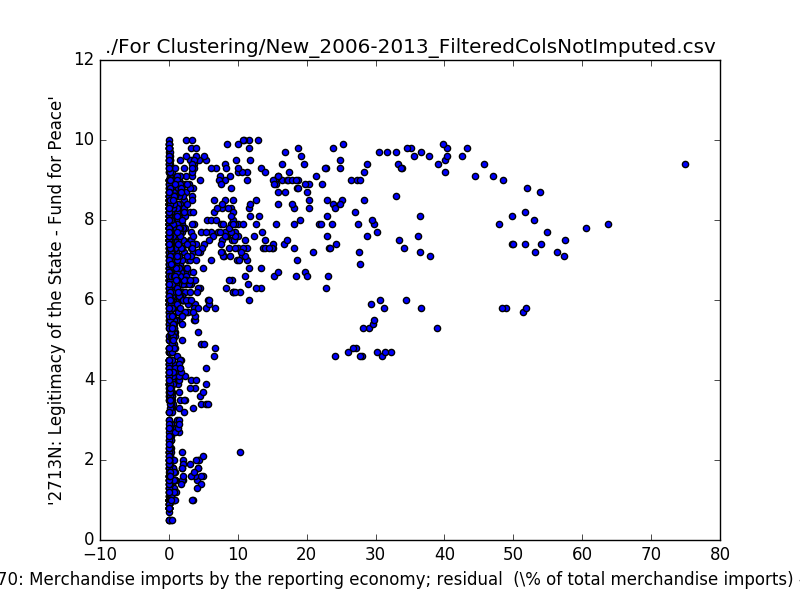 ./For Clustering/New_2006-2013_FilteredColsNotImputed.csv
'2713N: Legitimacy of the State - Fund for Peace'
12
10
8
6
4
2
0
−10 0 10 20 30 40 50 60 70 80
70: Merchandise imports by the reporting economy; residual (\% of total merchandise imports)